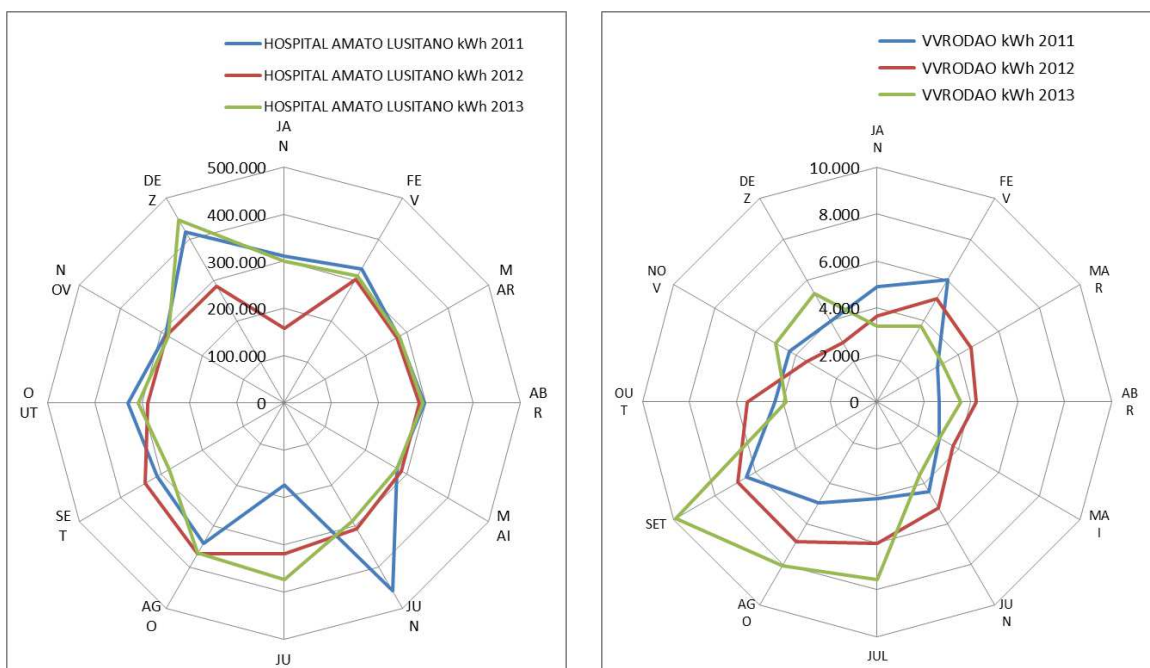 HOSPITAL AMATO LUSITANO kWh 2011
HOSPITAL AMATO LUSITANO kWh 2012
HOSPITAL AMATO LUSITANO kWh 2013
JA
N
FE
V
M
AR
AB
R
M
AI
JU
N
JU
AG
O
SE
T
O
UT
N
OV
DE
Z
500.000
400.000
300.000
200.000
100.000
0
VVRODAO kWh 2011
VVRODAO kWh 2012
VVRODAO kWh 2013
JA
N
FE
V
MA
R
AB
R
MA
I
JU
N
JUL
AG
O
SET
OU
T
NO
V
DE
Z
10.000
8.000
6.000
4.000
2.000
0